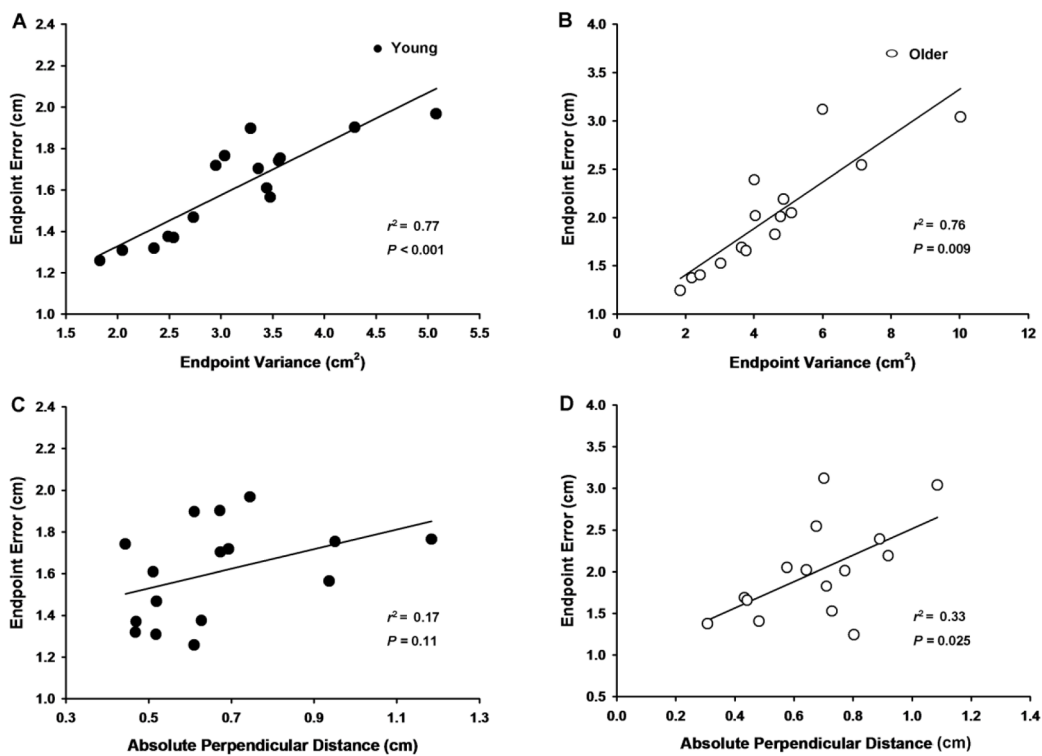 A
2.4
2.2
2.0
1.8
1.6
1.4
1.2
1.0
Endpoint Error (cm)
Young
r² = 0.77
P < 0.001
1.5 2.0 2.5 3.0 3.5 4.0 4.5 5.0 5.5
Endpoint Variance (cm²)
B
4.0
3.5
3.0
2.5
2.0
1.5
1.0
Endpoint Error (cm)
Older
r² = 0.76
P = 0.009
0 2 4 6 8 10 12
Endpoint Variance (cm²)
C
2.4
2.2
2.0
1.8
1.6
1.4
1.2
1.0
Endpoint Error (cm)
r² = 0.17
P = 0.11
0.3 0.5 0.7 0.9 1.1 1.3
Absolute Perpendicular Distance (cm)
D
4.0
3.5
3.0
2.5
2.0
1.5
1.0
0.5
Endpoint Error (cm)
r² = 0.33
P = 0.025
0.0 0.2 0.4 0.6 0.8 1.0 1.2 1.4
Absolute Perpendicular Distance (cm)